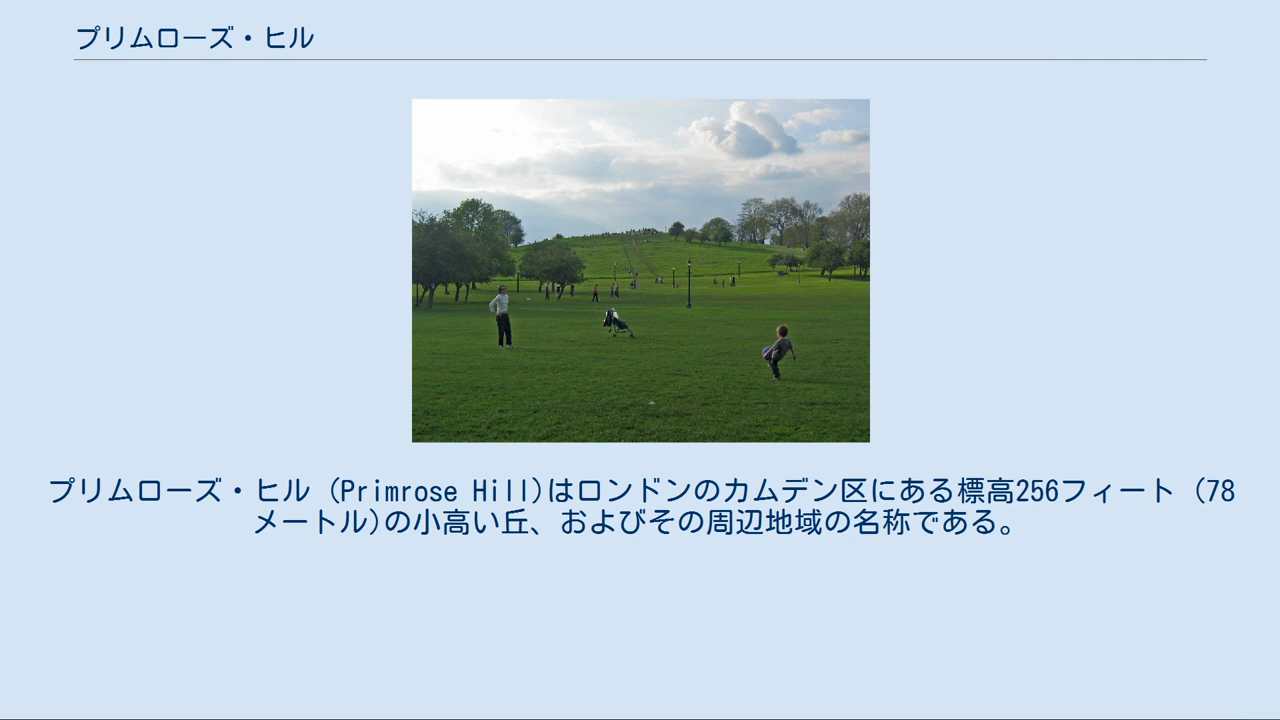 プリムローズ・ヒル
プリムローズ・ヒル (Primrose Hill)はロンドンのカムデン区にある標高256フィート (78
メートル)の小高い丘、およびその周辺地域の名称である。